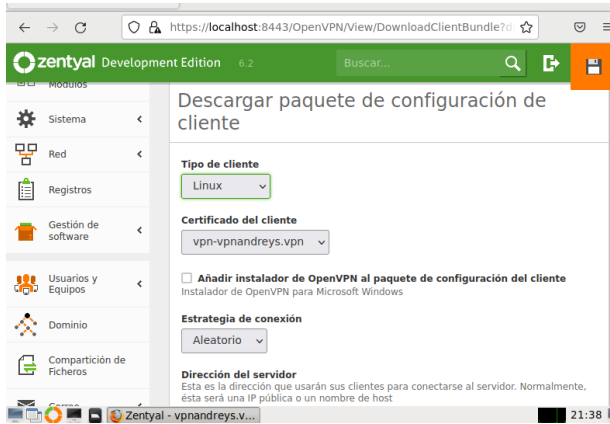 https://localhost:8443/OpenVPN/View/DownloadClientBundle?d
zentyal Development Edition 6.2
Buscar...
Módulos
Sistema
Red
Registros
Gestión de
software
Usuarios y
Equipos
Dominio
Compartición de
Ficheros
Correo
Descargar paquete de configuración de
cliente
Tipo de cliente
Linux
Certificado del cliente
vpn-vpnandreys.vpn
Añadir instalador de OpenVPN al paquete de configuración del cliente
Instalador de OpenVPN para Microsoft Windows
Estrategia de conexión
Aleatorio
Dirección del servidor
Esta es la dirección que usarán sus clientes para conectarse al servidor. Normalmente,
ésta será una IP pública o un nombre de host
Zentyal - vpnandreys.v...
21:38